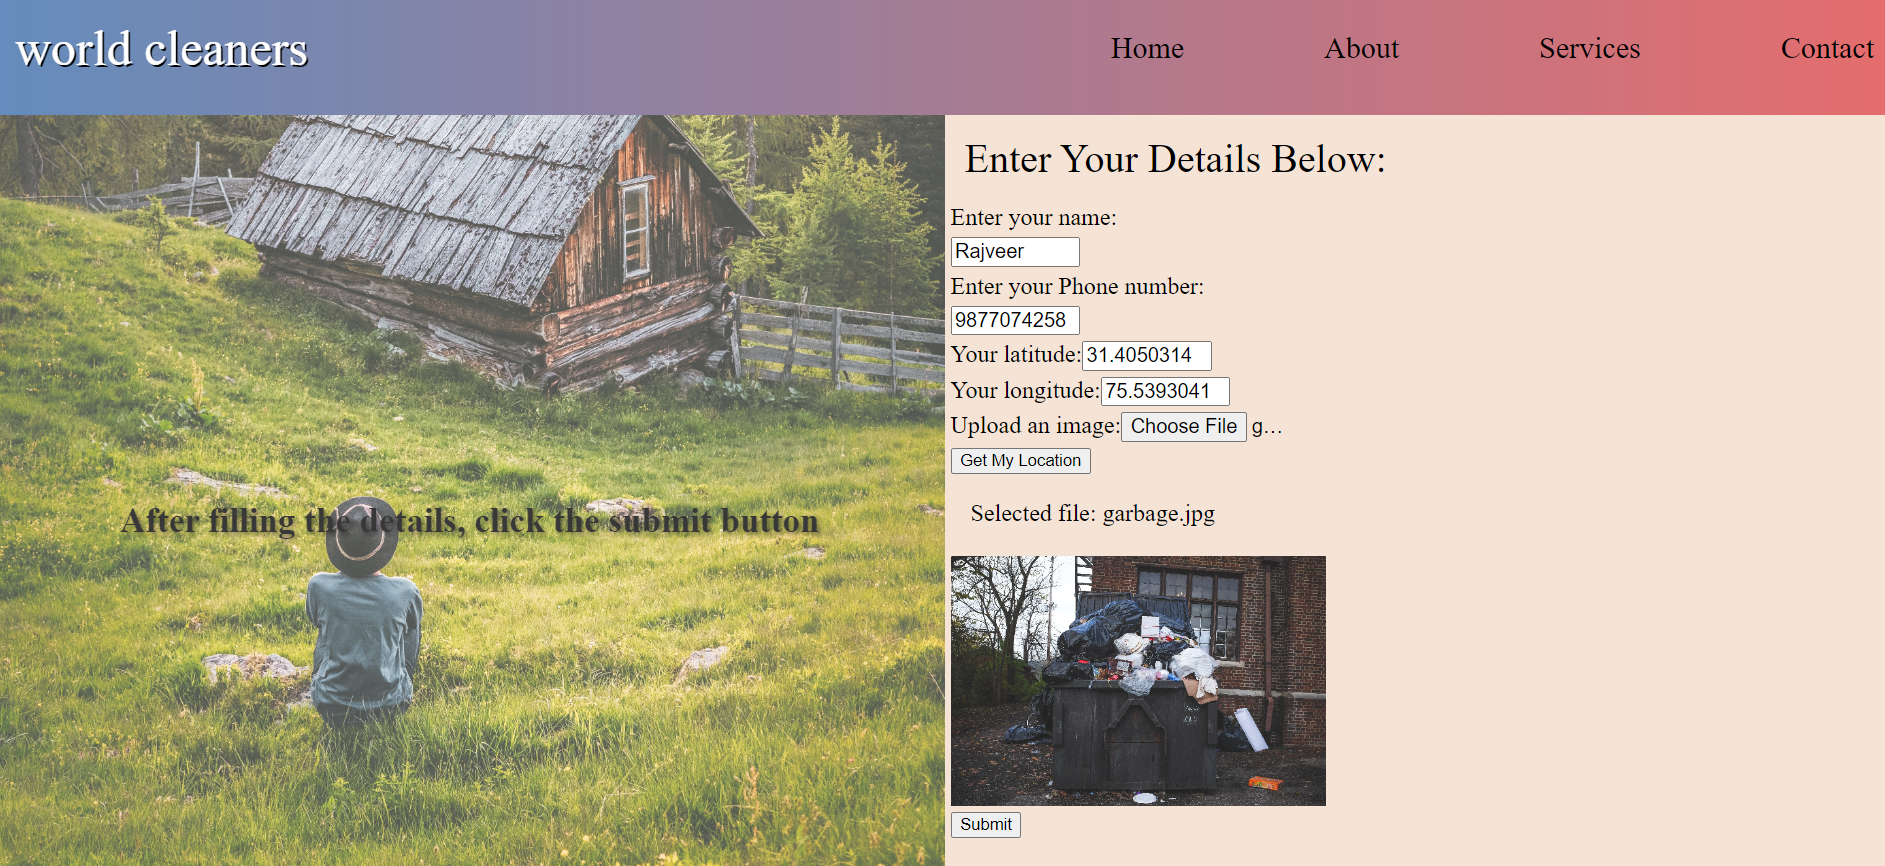 world cleaners
Home About Services Contact
After filling the details, click the submit button
Enter Your Details Below:
Enter your name:
Rajveer
Enter your Phone number:
9877074258
Your latitude: 31.4050314
Your longitude: 75.5393041
Upload an image: Choose File g...
Get My Location
Selected file: garbage.jpg
Submit